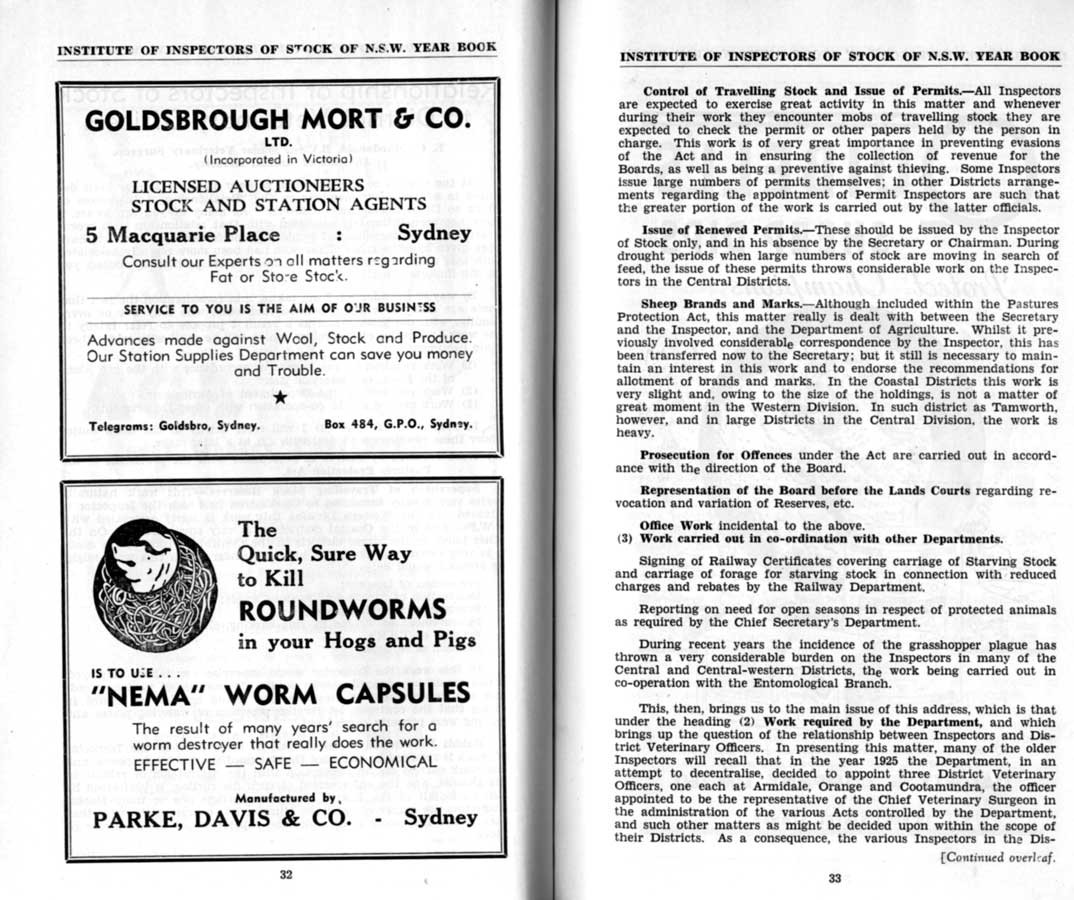 INSTITUTE OF INSPECTORS OF STOCK OF N.S.W. YEAR BOOK
GOLDSBROUGH MORT & CO.
LTD.
(Incorporated in Victoria)
LICENSED AUCTIONEERS
STOCK AND STATION AGENTS
5 Macquarie Place : Sydney
Consult our Experts on all matters regarding
Fat or Store Stock.
SERVICE TO YOU IS THE AIM OF OUR BUSINESS
Advances made against Wool, Stock and Produce.
Our Station Supplies Department can save you money
and Trouble.
★
Telegrams: Goldsbro, Sydney. Box 484, G.P.O., Sydney.
The
Quick, Sure Way
to Kill
ROUNDWORMS
in your Hogs and Pigs
IS TO USE . . .
"NEMA" WORM CAPSULES
The result of many years' search for a
worm destroyer that really does the work.
EFFECTIVE — SAFE — ECONOMICAL
Manufactured by
PARKE, DAVIS & CO. - Sydney
32
INSTITUTE OF INSPECTORS OF STOCK OF N.S.W. YEAR BOOK
Control of Travelling Stock and Issue of Permits.—All Inspectors
are expected to exercise great activity in this matter and whenever
during their work they encounter mobs of travelling stock they are
expected to check the permit or other papers held by the person in
charge. This work is of very great importance in preventing evasions
of the Act and in ensuring the collection of revenue for the
Boards, as well as being a preventive against thieving. Some Inspectors
issue large numbers of permits themselves; in other Districts arrange-
ments regarding the appointment of Permit Inspectors are such that
the greater portion of the work is carried out by the latter officials.
Issue of Renewed Permits.—These should be issued by the Inspector
of Stock only, and in his absence by the Secretary or Chairman. During
drought periods when large numbers of stock are moving in search of
feed, the issue of these permits throws considerable work on the Inspec-
tors in the Central Districts.
Sheep Brands and Marks.—Although included within the Pastures
Protection Act, this matter really is dealt with between the Secretary
and the Inspector, and the Department of Agriculture. Whilst it pre-
viously involved considerable correspondence by the Inspector, this has
been transferred now to the Secretary; but it still is necessary to main-
tain an interest in this work and to endorse the recommendations for
allotment of brands and marks. In the Coastal Districts this work is
very slight and, owing to the size of the holdings, is not a matter of
great moment in the Western Division. In such district as Tamworth,
however, and in large Districts in the Central Division, the work is
heavy.
Prosecution for Offences under the Act are carried out in accord-
ance with the direction of the Board.
Representation of the Board before the Lands Courts regarding re-
vocation and variation of Reserves, etc.
Office Work incidental to the above.
(3) Work carried out in co-ordination with other Departments.
Signing of Railway Certificates covering carriage of Starving Stock
and carriage of forage for starving stock in connection with reduced
charges and rebates by the Railway Department.
Reporting on need for open seasons in respect of protected animals
as required by the Chief Secretary's Department.
During recent years the incidence of the grasshopper plague has
thrown a very considerable burden on the Inspectors in many of the
Central and Central-western Districts, the work being carried out in
co-operation with the Entomological Branch.
This, then, brings us to the main issue of this address, which is that
under the heading (2) Work required by the Department, and which
brings up the question of the relationship between Inspectors and Dis-
trict Veterinary Officers. In presenting this matter, many of the older
Inspectors will recall that in the year 1925 the Department, in an
attempt to decentralise, decided to appoint three District Veterinary
Officers, one each at Armidale, Orange and Cootamundra, the officer
appointed to be the representative of the Chief Veterinary Surgeon in
the administration of the various Acts controlled by the Department,
and such other matters as might be decided upon within the scope of
their Districts. As a consequence, the various Inspectors in the Dis-
[Continued overleaf.
33